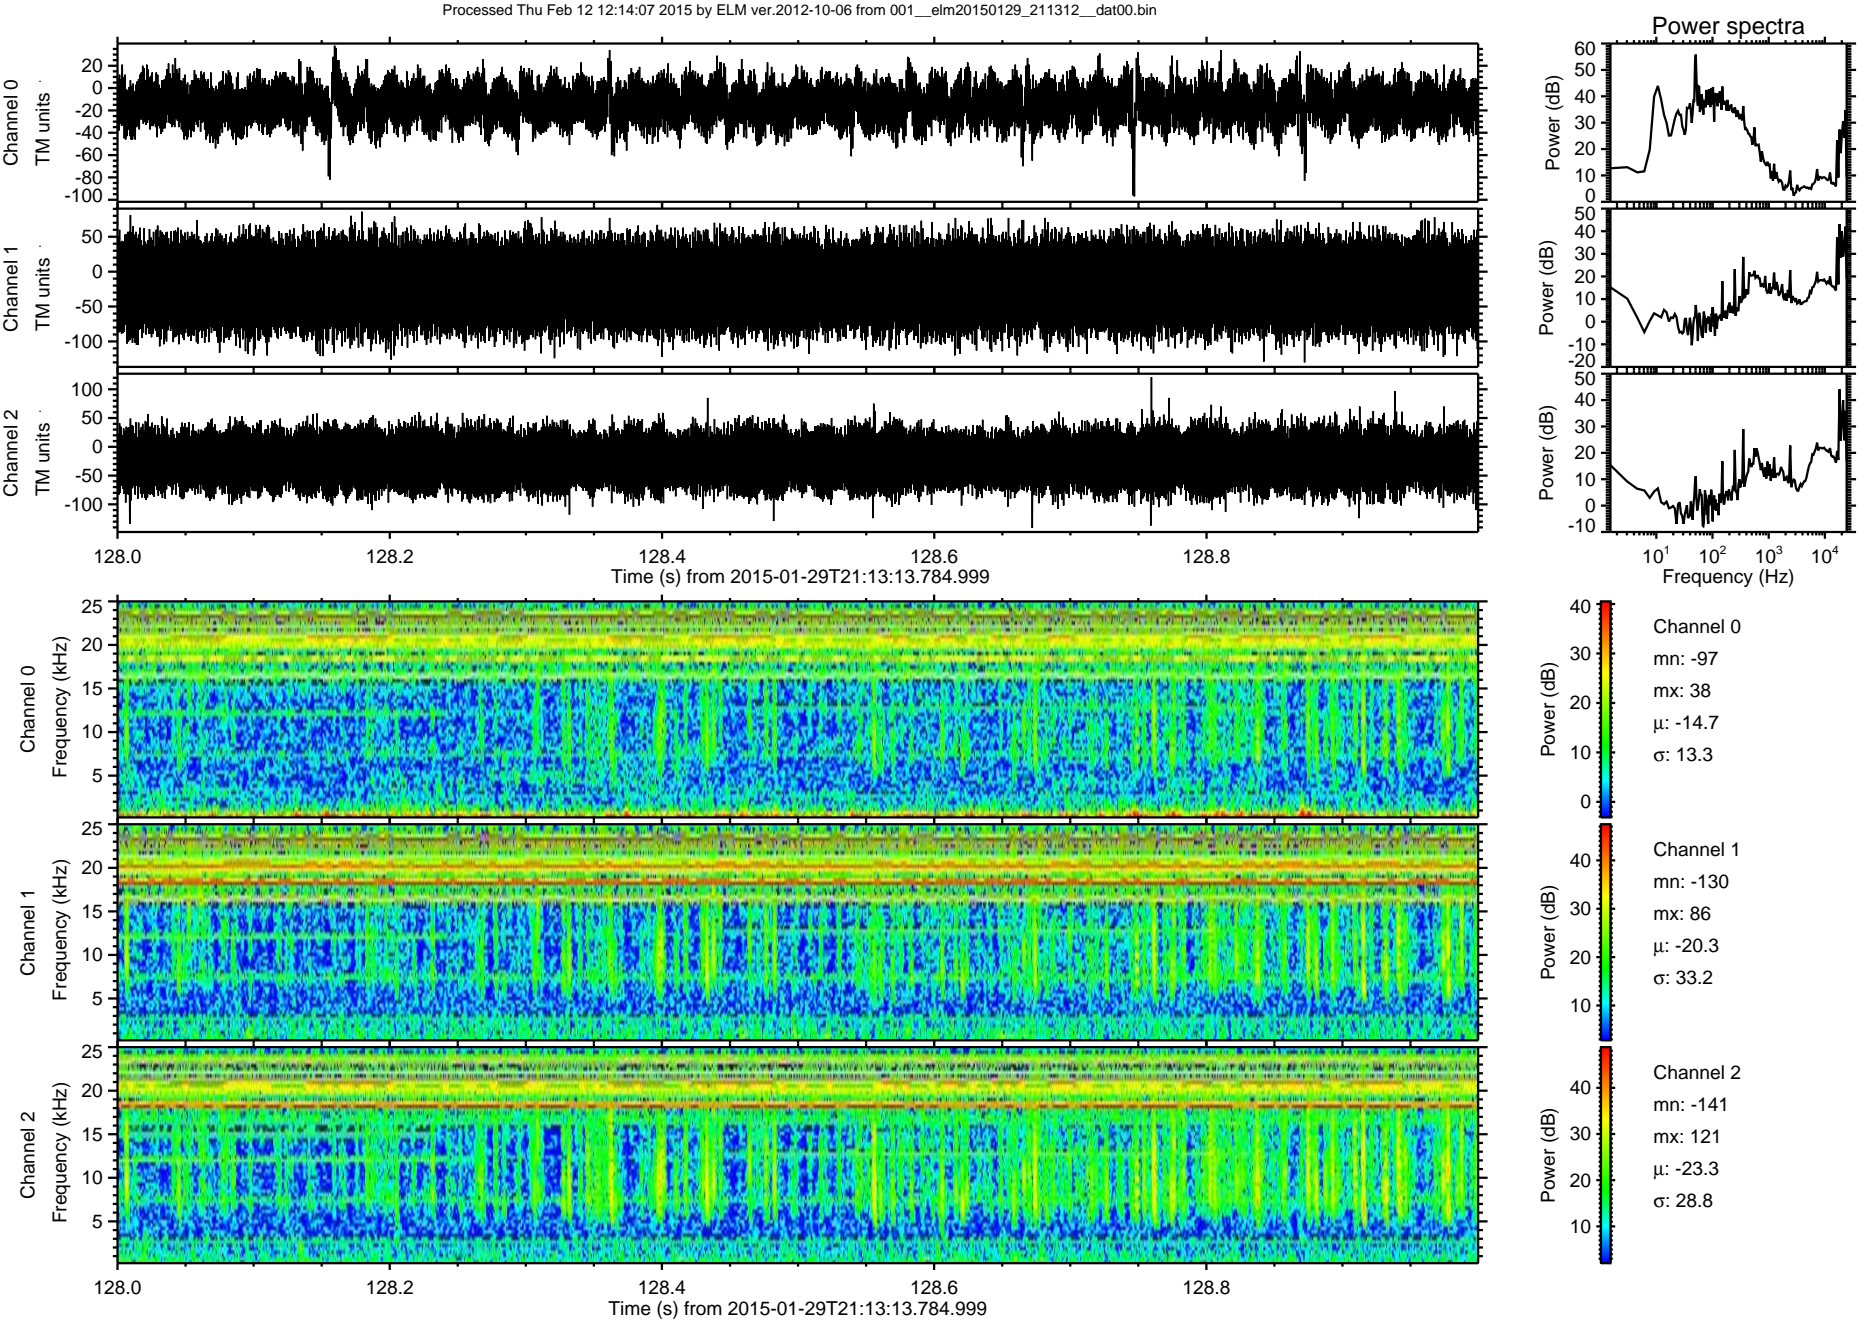 Processed Thu Feb 12 12:14:07 2015 by ELM ver.2012-10-06 from 001__elm20150129_211312__dat00.bin
Power spectra
Channel 0
TM units
20
0
-20
-40
-60
-80
-100
Power (dB)
60
50
40
30
20
10
0
Channel 1
TM units
50
0
-50
-100
Power (dB)
50
40
30
20
10
0
-10
-20
Channel 2
TM units
100
50
0
-50
-100
Power (dB)
50
40
30
20
10
0
-10
128.0 128.2 128.4 128.6 128.8
Time (s) from 2015-01-29T21:13:13.784.999
10¹ 10² 10³ 10⁴
Frequency (Hz)
Channel 0
Frequency (kHz)
25
20
15
10
5
Power (dB)
40
30
20
10
0
Channel 0
mn: -97
mx: 38
μ: -14.7
σ: 13.3
Channel 1
Frequency (kHz)
25
20
15
10
5
Power (dB)
40
30
20
10
Channel 1
mn: -130
mx: 86
μ: -20.3
σ: 33.2
Channel 2
Frequency (kHz)
25
20
15
10
5
Power (dB)
40
30
20
10
Channel 2
mn: -141
mx: 121
μ: -23.3
σ: 28.8
128.0 128.2 128.4 128.6 128.8
Time (s) from 2015-01-29T21:13:13.784.999